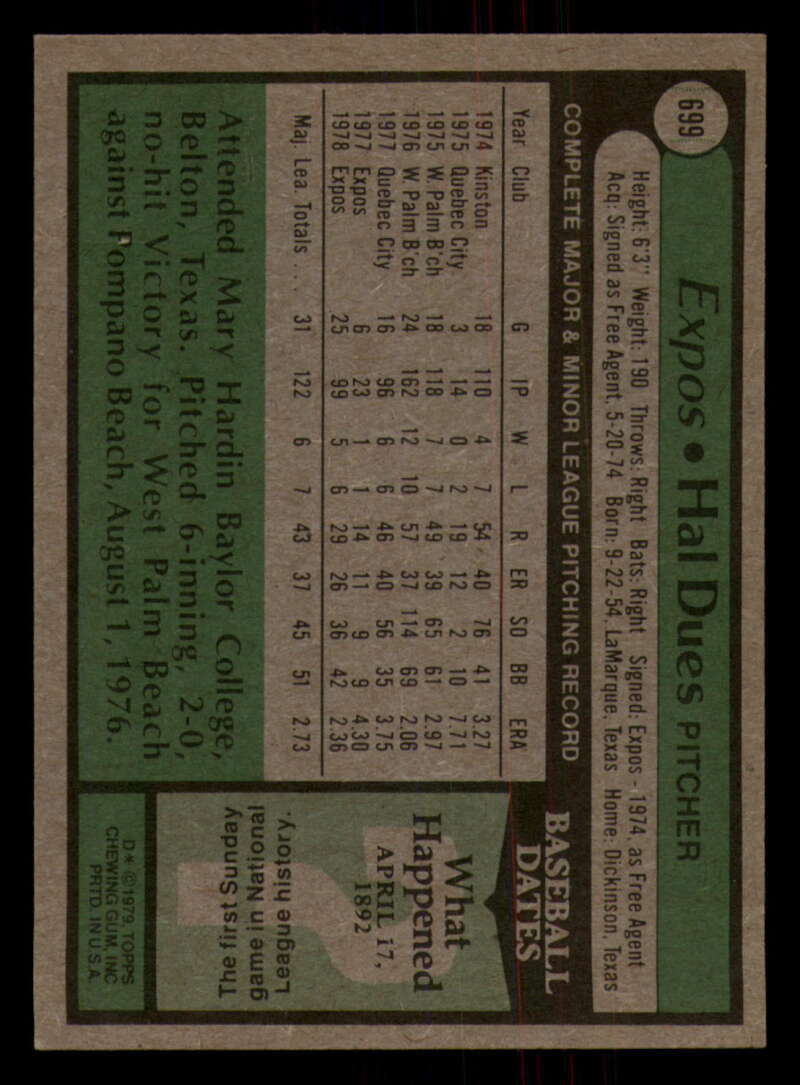 699
Expos • Hal Dues PITCHER
Height: 6'3" Weight: 190 Throws: Right Bats: Right Signed: Expos - 1974, as Free Agent
Acq: Signed as Free Agent, 5-20-74 Born: 9-22-54, LaMarque, Texas Home: Dickinson, Texas
COMPLETE MAJOR & MINOR LEAGUE PITCHING RECORD
Year Club G IP W L R ER SO BB ERA
1974 Kinston 18 110 4 7 54 40 76 41 3.27
1975 Quebec City 3 14 0 2 19 12 2 10 7.71
1975 W. Palm B'ch 18 118 7 7 49 39 65 61 2.97
1976 W. Palm B'ch 24 162 12 10 57 37 114 69 2.06
1977 Quebec City 16 96 6 6 46 40 56 35 3.75
1977 Expos 6 23 1 1 14 11 9 9 4.30
1978 Expos 25 99 5 6 29 26 36 42 2.36
Maj. Lea. Totals . . . . 31 122 6 7 43 37 45 51 2.73
Attended Mary Hardin Baylor College,
Belton, Texas. Pitched 6-inning, 2-0,
no-hit Victory for West Palm Beach
against Pompano Beach, August 1, 1976.
BASEBALL
DATES
What
Happened
APRIL 17,
1892
The first Sunday
game in National
League history.
D* ©1979, TOPPS
CHEWING GUM, INC
PRTD. IN U.S.A.